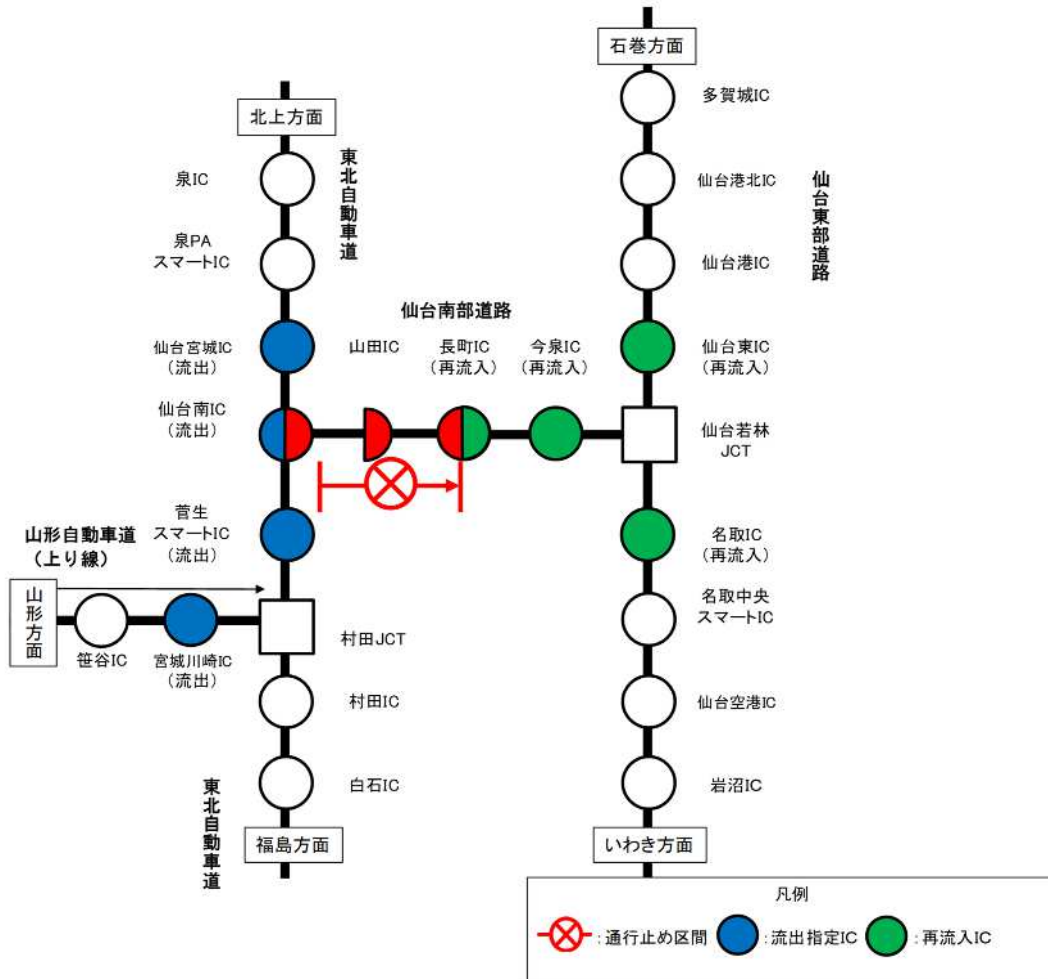 石巻方面
多賀城IC
北上方面
東北自動車道
泉IC
仙台港北IC
仙台東部道路
泉PA
スマートIC
仙台港IC
仙台南部道路
仙台宮城IC
(流出)
山田IC
長町IC
(再流入)
今泉IC
(再流入)
仙台東IC
(再流入)
仙台南IC
(流出)
仙台若林
JCT
菅生
スマートIC
(流出)
名取IC
(再流入)
山形自動車道
(上り線)
山形方面
笹谷IC
宮城川崎IC
(流出)
村田JCT
名取中央
スマートIC
村田IC
仙台空港IC
東北自動車道
白石IC
岩沼IC
福島方面
いわき方面
凡例
:通行止め区間
:流出指定IC
:再流入IC